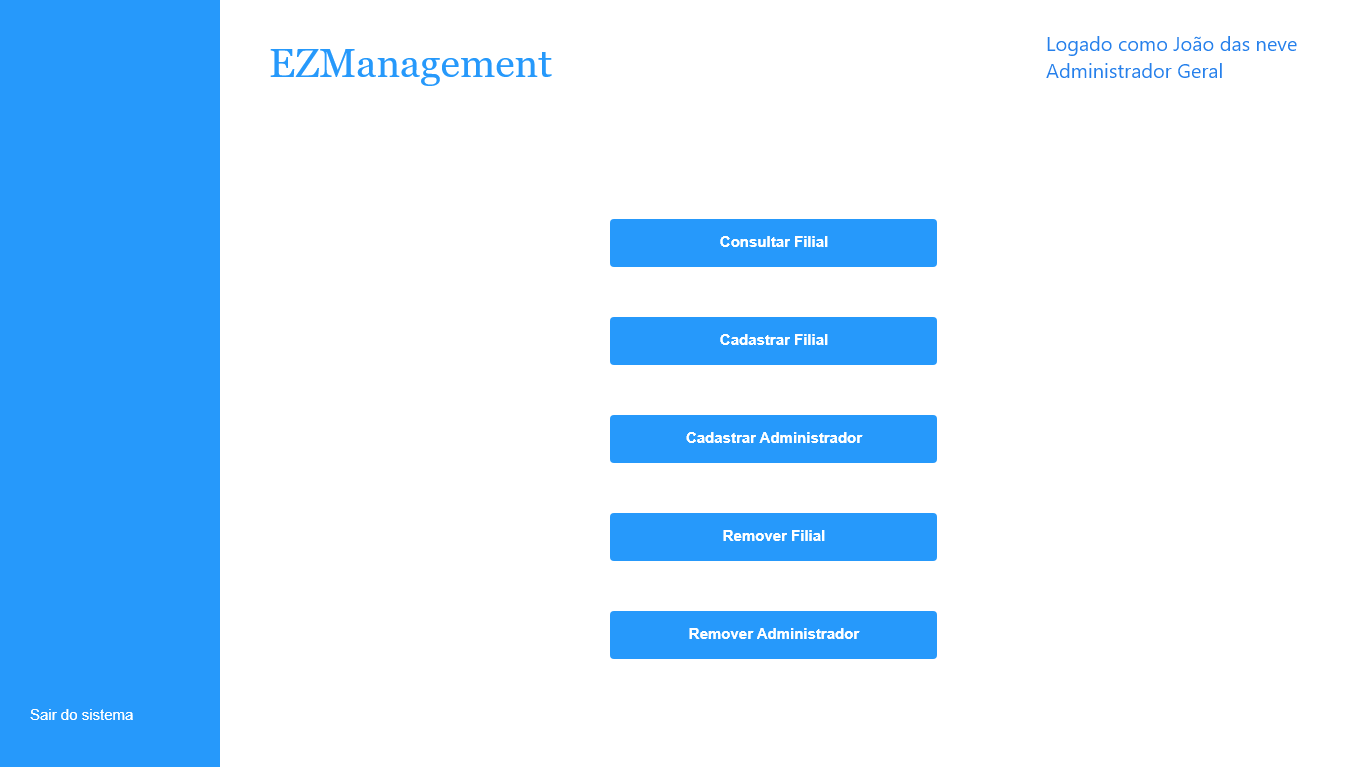 EZManagement
Logado como João das neve
Administrador Geral
Consultar Filial
Cadastrar Filial
Cadastrar Administrador
Remover Filial
Remover Administrador
Sair do sistema